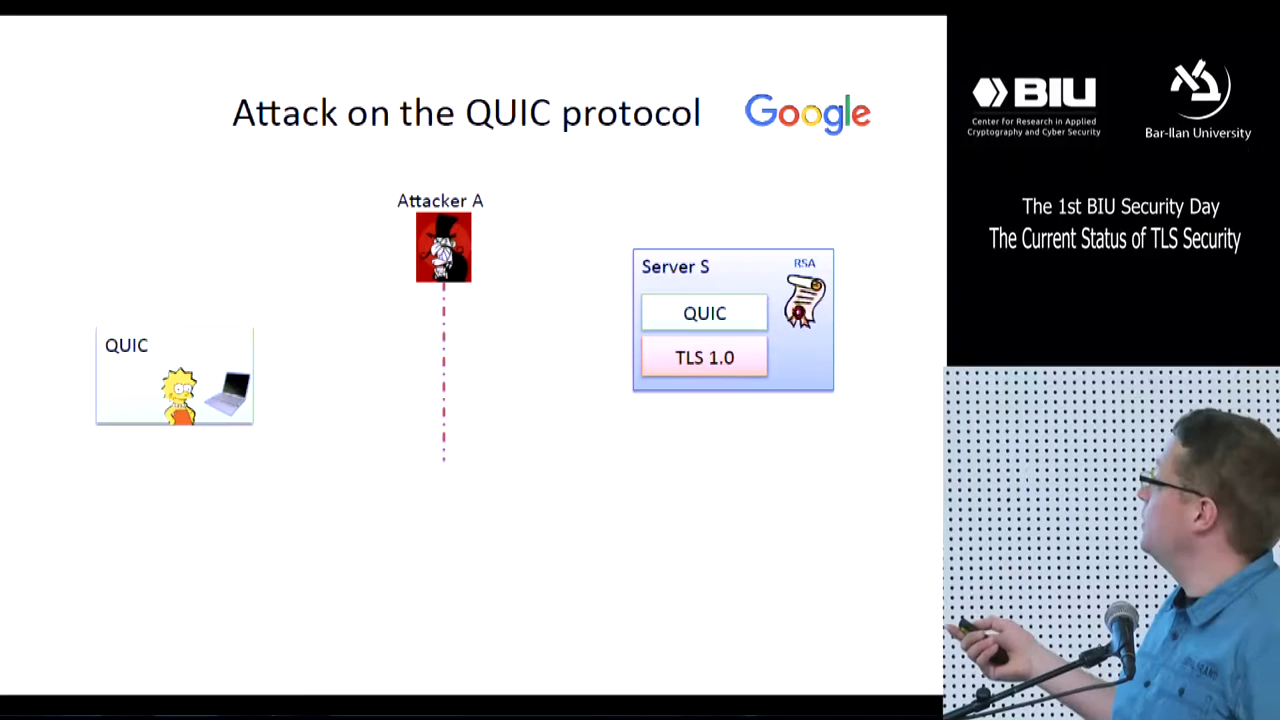 Attack on the QUIC protocol
Google
Attacker A
QUIC
Server S
RSA
QUIC
TLS 1.0
BIU
Center for Research in Applied
Cryptography and Cyber Security
Bar-Ilan University
The 1st BIU Security Day
The Current Status of TLS Security